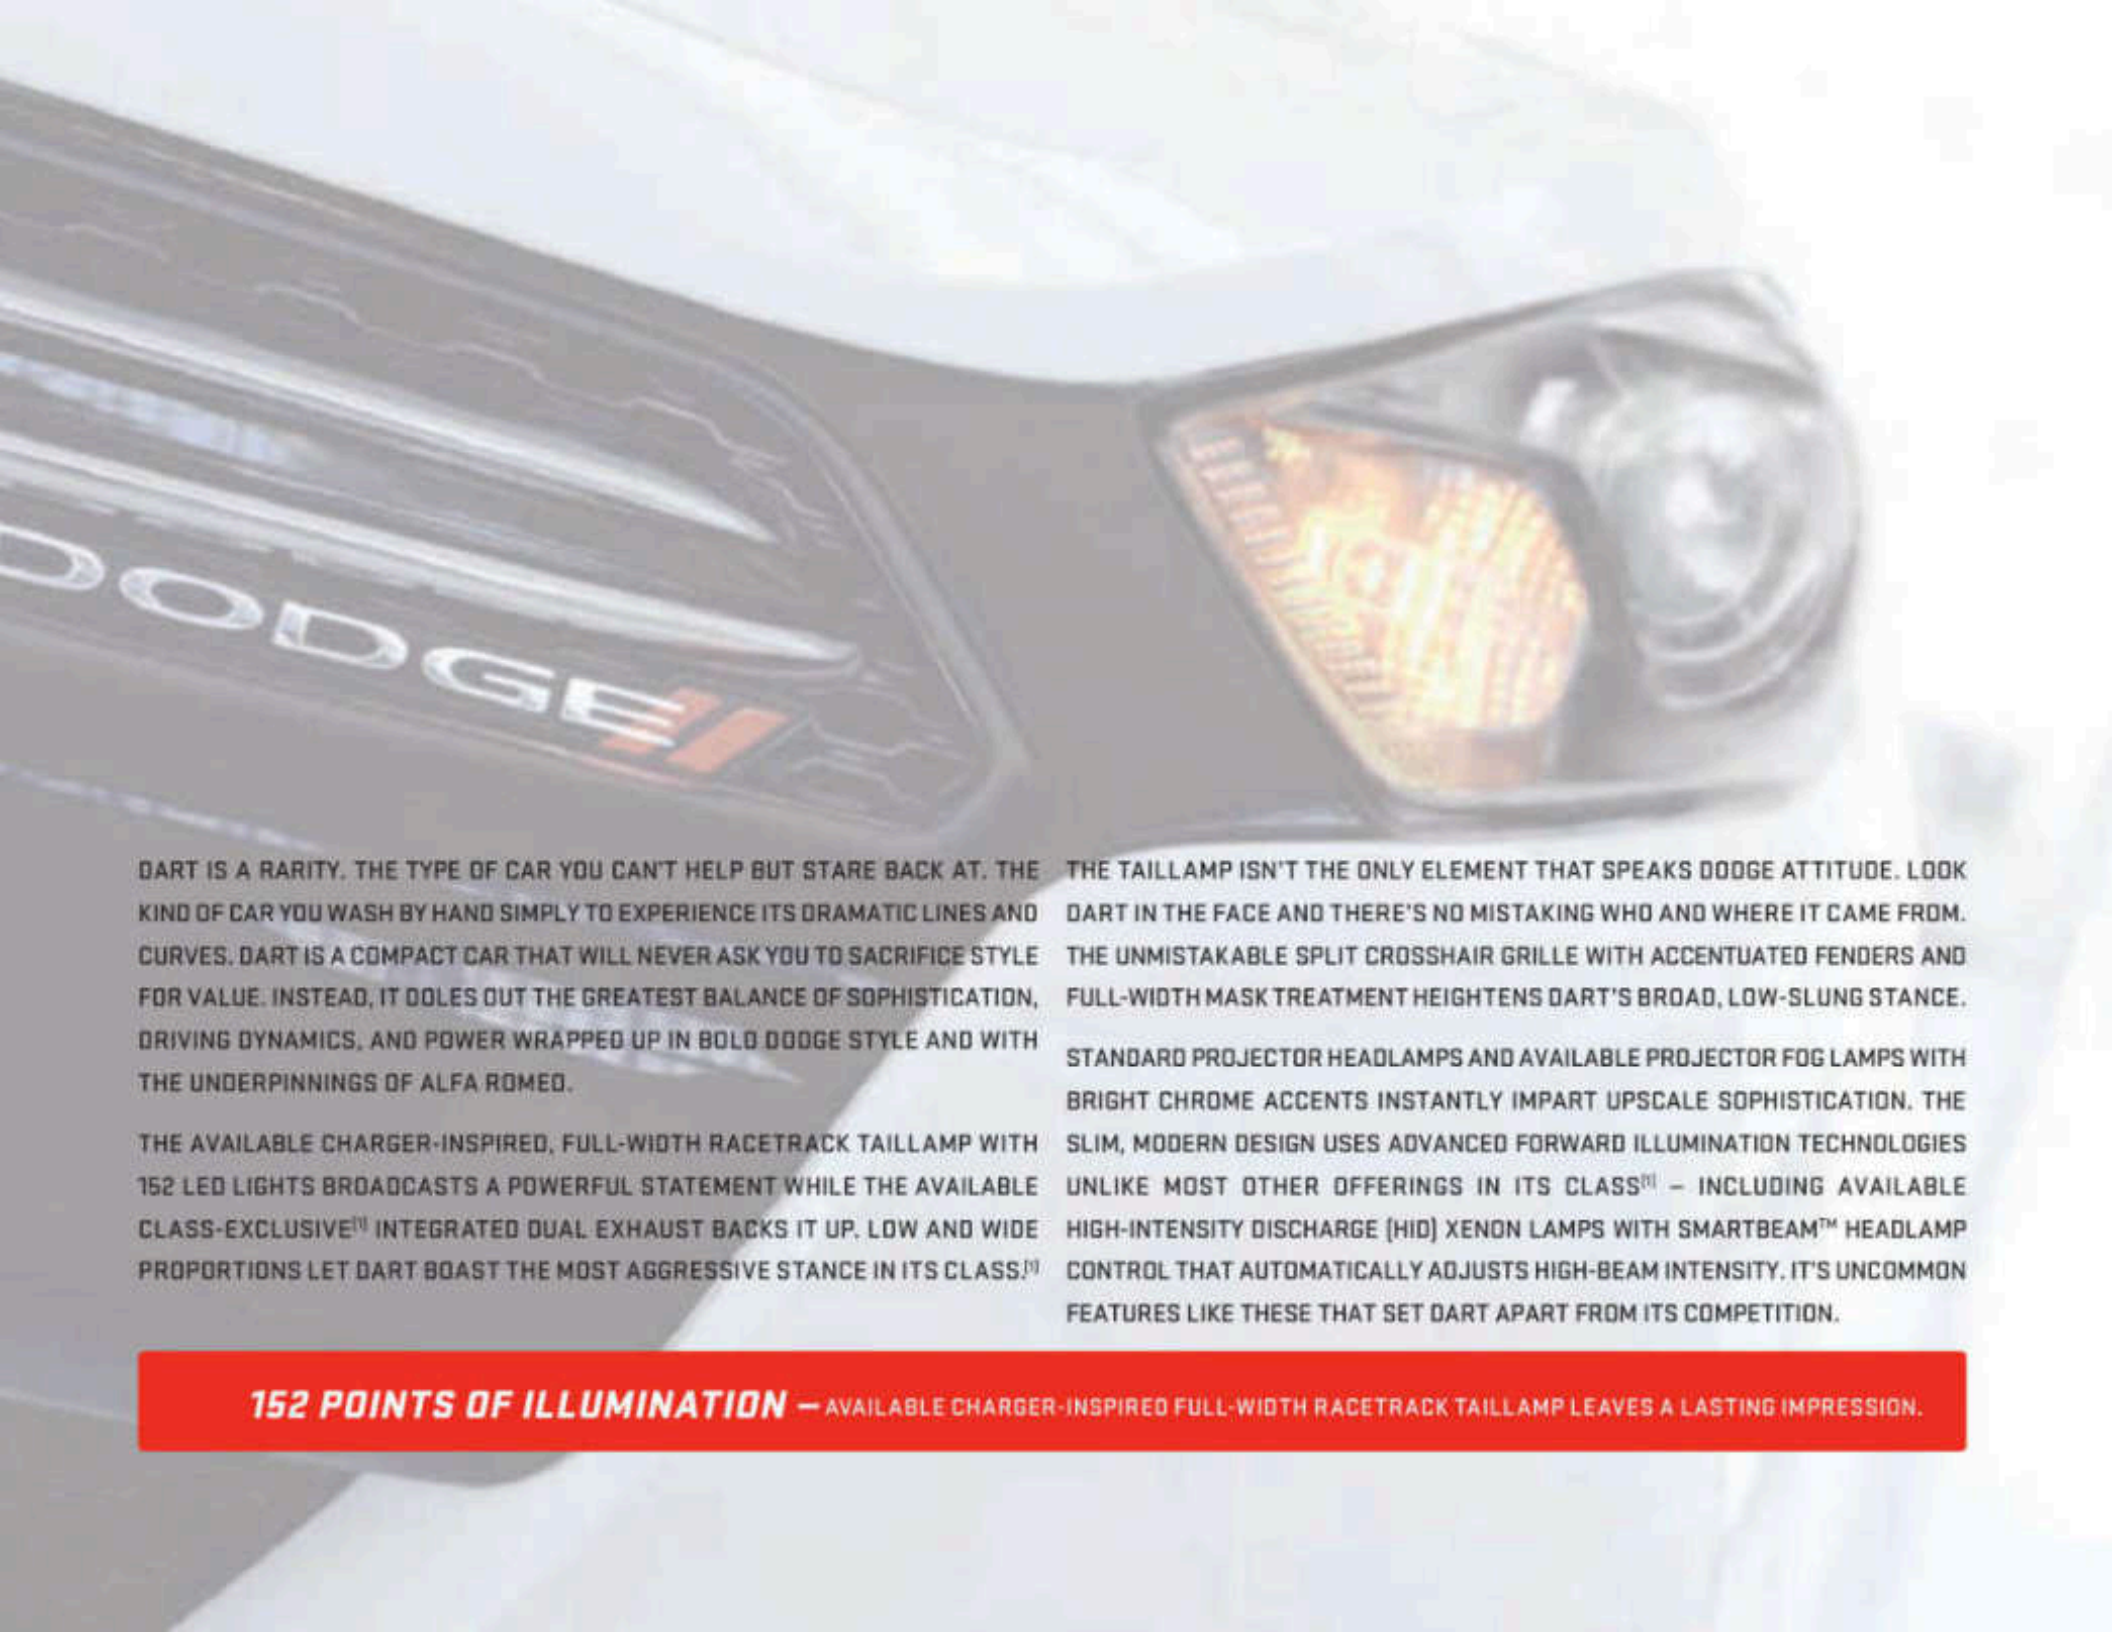 DODGE
DART IS A RARITY. THE TYPE OF CAR YOU CAN'T HELP BUT STARE BACK AT. THE
KIND OF CAR YOU WASH BY HAND SIMPLY TO EXPERIENCE ITS DRAMATIC LINES AND
CURVES. DART IS A COMPACT CAR THAT WILL NEVER ASK YOU TO SACRIFICE STYLE
FOR VALUE. INSTEAD, IT DOLES OUT THE GREATEST BALANCE OF SOPHISTICATION,
DRIVING DYNAMICS, AND POWER WRAPPED UP IN BOLD DODGE STYLE AND WITH
THE UNDERPINNINGS OF ALFA ROMEO.
THE AVAILABLE CHARGER-INSPIRED, FULL-WIDTH RACETRACK TAILLAMP WITH
152 LED LIGHTS BROADCASTS A POWERFUL STATEMENT WHILE THE AVAILABLE
CLASS-EXCLUSIVE[1] INTEGRATED DUAL EXHAUST BACKS IT UP. LOW AND WIDE
PROPORTIONS LET DART BOAST THE MOST AGGRESSIVE STANCE IN ITS CLASS.[1]
THE TAILLAMP ISN'T THE ONLY ELEMENT THAT SPEAKS DODGE ATTITUDE. LOOK
DART IN THE FACE AND THERE'S NO MISTAKING WHO AND WHERE IT CAME FROM.
THE UNMISTAKABLE SPLIT CROSSHAIR GRILLE WITH ACCENTUATED FENDERS AND
FULL-WIDTH MASK TREATMENT HEIGHTENS DART'S BROAD, LOW-SLUNG STANCE.
STANDARD PROJECTOR HEADLAMPS AND AVAILABLE PROJECTOR FOG LAMPS WITH
BRIGHT CHROME ACCENTS INSTANTLY IMPART UPSCALE SOPHISTICATION. THE
SLIM, MODERN DESIGN USES ADVANCED FORWARD ILLUMINATION TECHNOLOGIES
UNLIKE MOST OTHER OFFERINGS IN ITS CLASS[1] – INCLUDING AVAILABLE
HIGH-INTENSITY DISCHARGE [HID] XENON LAMPS WITH SMARTBEAM™ HEADLAMP
CONTROL THAT AUTOMATICALLY ADJUSTS HIGH-BEAM INTENSITY. IT'S UNCOMMON
FEATURES LIKE THESE THAT SET DART APART FROM ITS COMPETITION.
152 POINTS OF ILLUMINATION – AVAILABLE CHARGER-INSPIRED FULL-WIDTH RACETRACK TAILLAMP LEAVES A LASTING IMPRESSION.